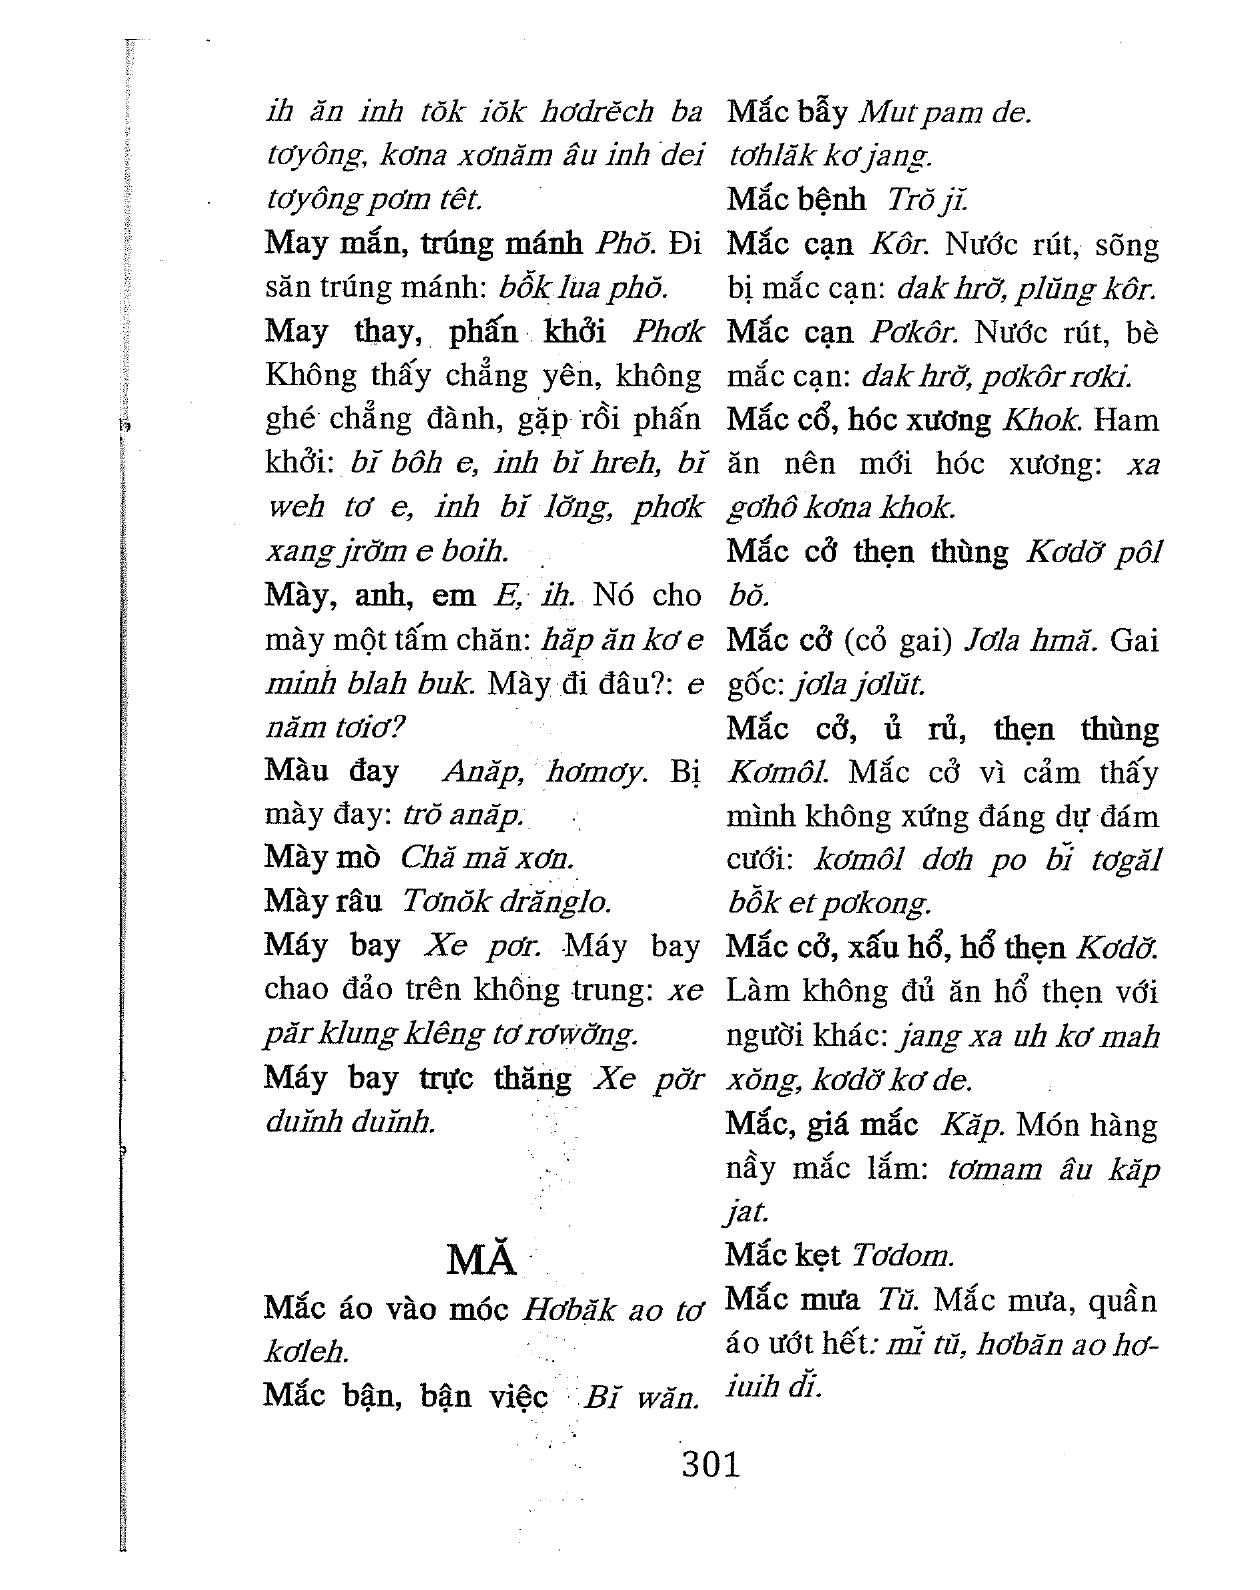 ih ăn inh tŏk iŏk hơdrĕch ba
tơyông, kơna xơnăm âu inh dei
tơyông pơm têt.
May mắn, trúng mánh Phŏ. Đi
săn trúng mánh: bô̆k lua phŏ.
May thay, phấn khởi Phơk
Không thấy chẳng yên, không
ghé chẳng đành, gặp rồi phấn
khởi: bĭ bôh e, inh bĭ hreh, bĭ
weh tơ e, inh bĭ lơ̆ng, phơk
xang jrơ̆m e boih.
Mày, anh, em E, ih. Nó cho
mày một tấm chăn: hăp ăn kơ e
minh blah buk. Mày đi đâu?: e
năm tơiơ?
Màu đay Anăp, hơmơy. Bị
mày đay: trŏ anăp.
Mày mò Chă mă xơn.
Mày râu Tơnŏk drănglo.
Máy bay Xe pơr. Máy bay
chao đảo trên không trung: xe
păr klung klêng tơ rơwơ̆ng.
Máy bay trực thăng Xe pơ̆r
duĭnh duĭnh.
MĂ
Mắc áo vào móc Hơbăk ao tơ
kơleh.
Mắc bận, bận việc Bĭ wăn.
Mắc bẫy Mut pam de.
tơhlăk kơ jang.
Mắc bệnh Trŏ jĭ.
Mắc cạn Kôr. Nước rút, sõng
bị mắc cạn: dak hrơ̆, plŭng kôr.
Mắc cạn Pơkôr. Nước rút, bè
mắc cạn: dak hrơ̆, pơkôr rơki.
Mắc cổ, hóc xương Khok. Ham
ăn nên mới hóc xương: xa
gơhô kơna khok.
Mắc cở thẹn thùng Kơdơ̆ pôl
bŏ.
Mắc cở (cỏ gai) Jơla hmă. Gai
gốc: jơla jơlŭt.
Mắc cở, ủ rủ, thẹn thùng
Kơmôl. Mắc cở vì cảm thấy
mình không xứng đáng dự đám
cưới: kơmôl dơh po bĭ tơgăl
bô̆k et pơkong.
Mắc cở, xấu hổ, hổ thẹn Kơdơ̆.
Làm không đủ ăn hổ thẹn với
người khác: jang xa uh kơ mah
xŏng, kơdơ̆ kơ de.
Mắc, giá mắc Kăp. Món hàng
nầy mắc lắm: tơmam âu kăp
jat.
Mắc kẹt Tơdom.
Mắc mưa Tŭ. Mắc mưa, quần
áo ướt hết: mĭ tŭ, hơbăn ao hơ-
iuih dĭ.
301